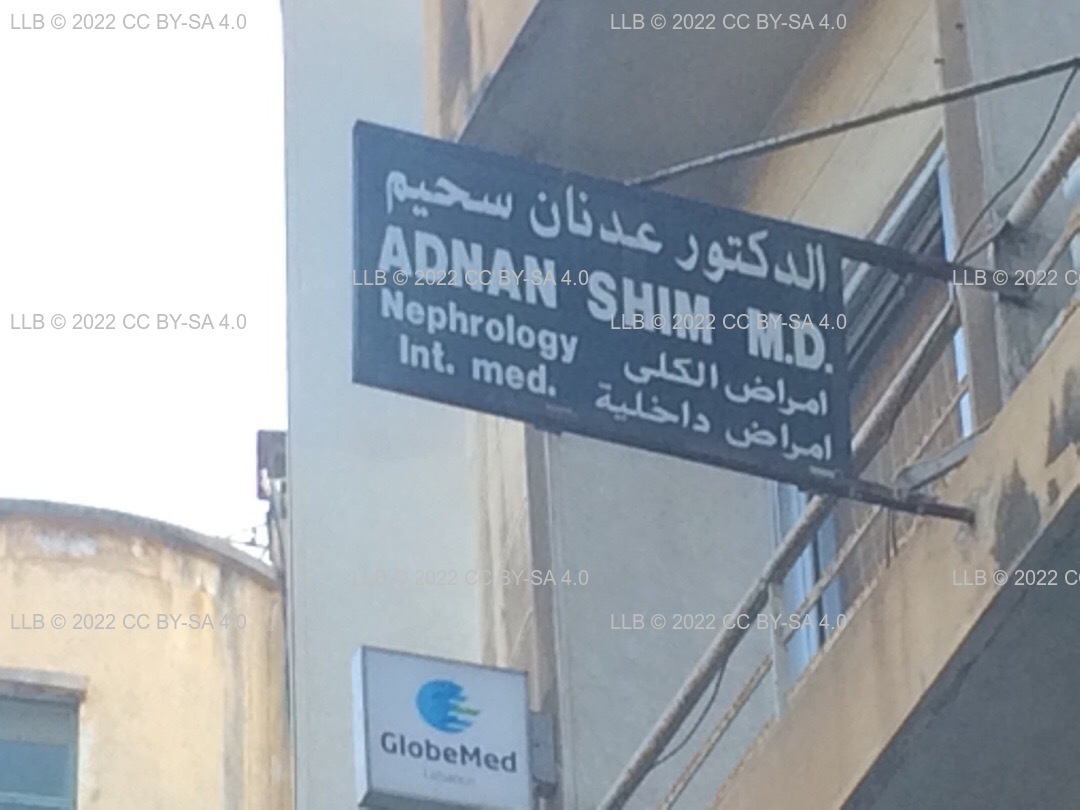 الدكتور عدنان سحيم
ADNAN SHIM M.D.
Nephrology امراض الكلى
Int. med. امراض داخلية
GlobeMed
Lebanon
LLB © 2022 CC BY-SA 4.0